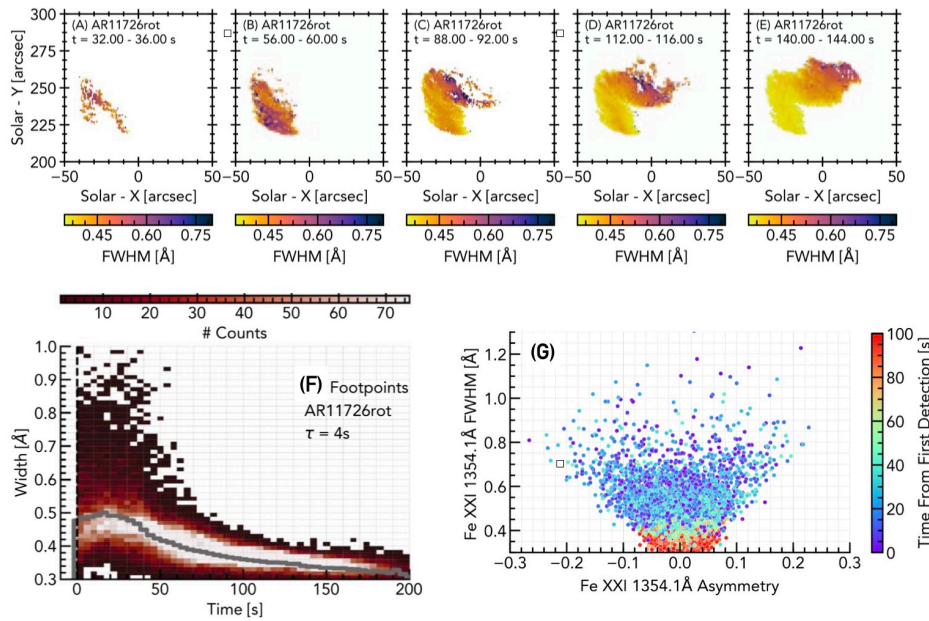 (A) AR11726rot
t = 32.00 - 36.00 s
(B) AR11726rot
t = 56.00 - 60.00 s
(C) AR11726rot
t = 88.00 - 92.00 s
(D) AR11726rot
t = 112.00 - 116.00 s
(E) AR11726rot
t = 140.00 - 144.00 s
300
275
250
225
200
Solar - Y [arcsec]
−50 0 50
−50 0 50
−50 0 50
−50 0 50
−50 0 50
Solar - X [arcsec]
Solar - X [arcsec]
Solar - X [arcsec]
Solar - X [arcsec]
Solar - X [arcsec]
0.45 0.60 0.75
0.45 0.60 0.75
0.45 0.60 0.75
0.45 0.60 0.75
0.45 0.60 0.75
FWHM [Å]
FWHM [Å]
FWHM [Å]
FWHM [Å]
FWHM [Å]
10 20 30 40 50 60 70
# Counts
1.0
0.9
0.8
0.7
0.6
0.5
0.4
0.3
Width [Å]
(F) Footpoints
AR11726rot
τ = 4s
0 50 100 150 200
Time [s]
(G)
1.2
1.0
0.8
0.6
0.4
Fe XXI 1354.1Å FWHM [Å]
−0.3 −0.2 −0.1 0.0 0.1 0.2 0.3
Fe XXI 1354.1Å Asymmetry
100
80
60
40
20
0
Time From First Detection [s]